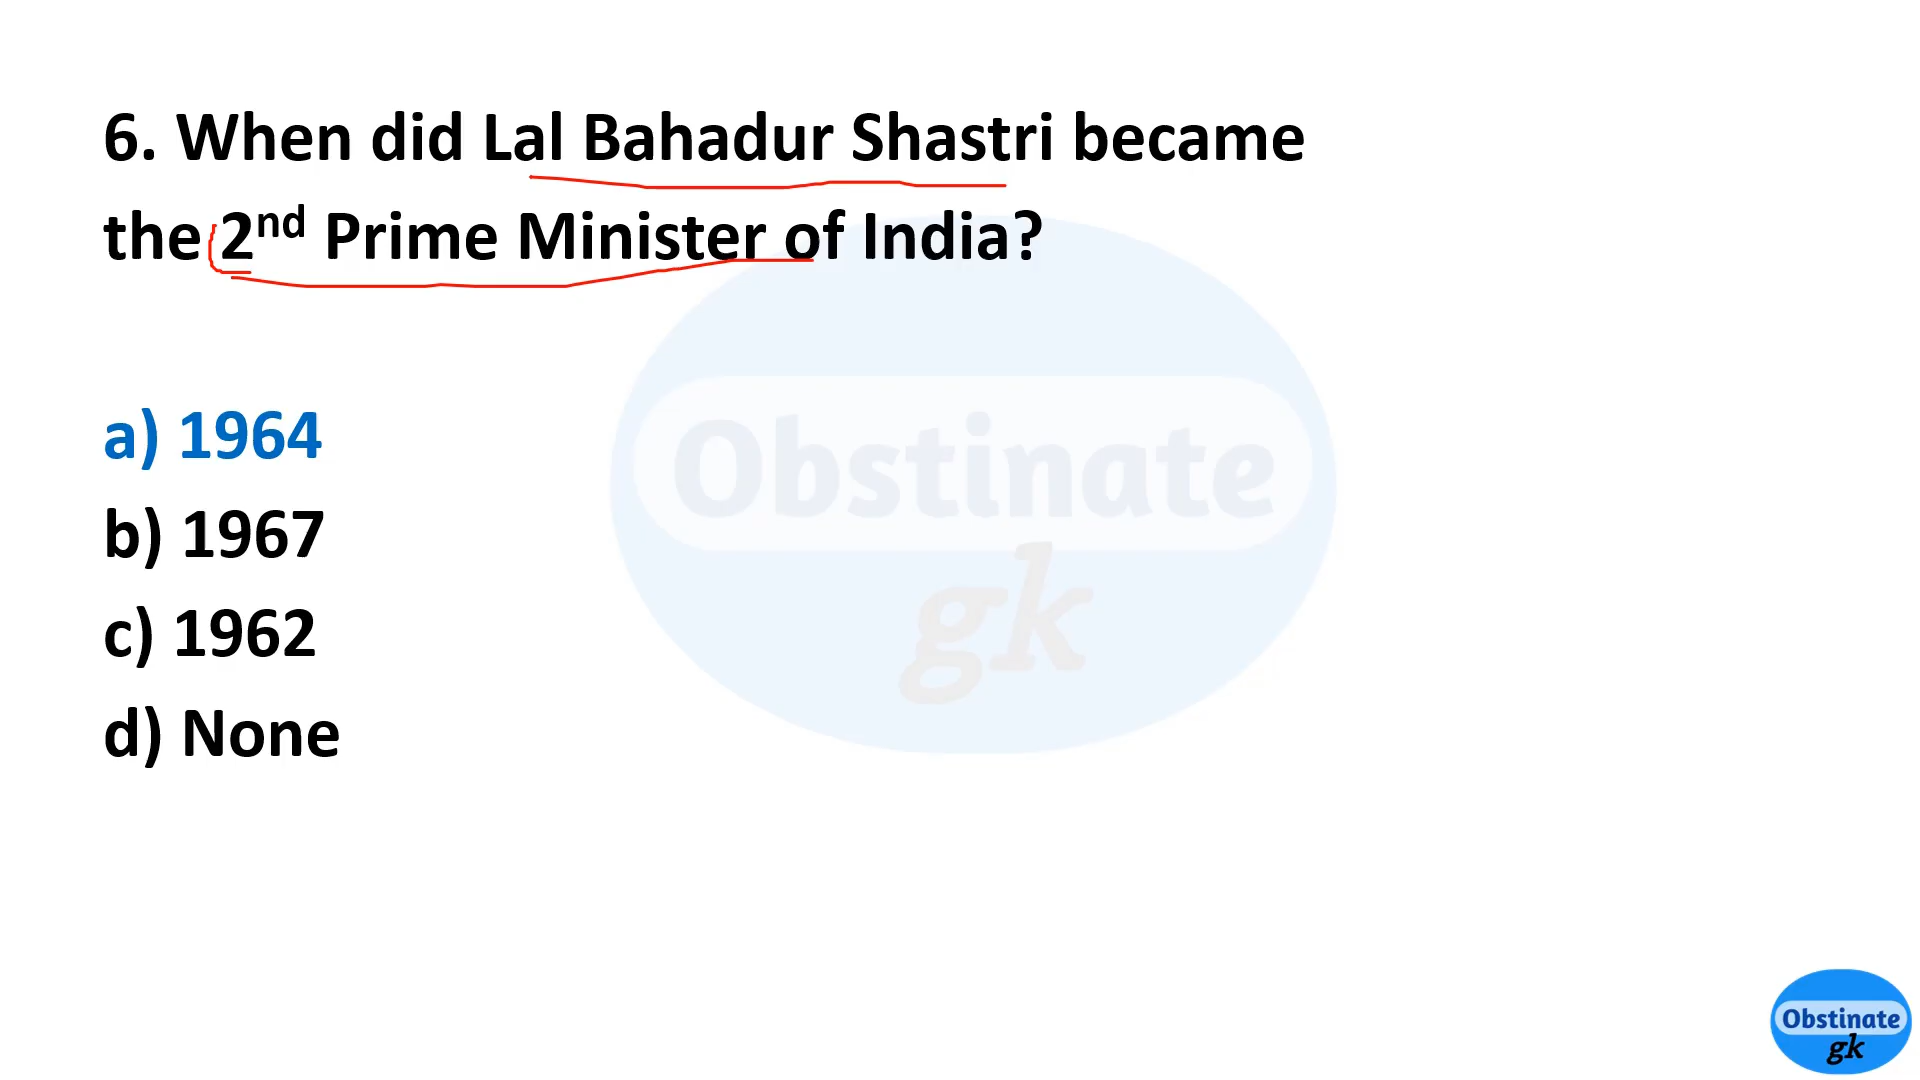 6. When did Lal Bahadur Shastri became
the 2nd Prime Minister of India?
a) 1964
b) 1967
c) 1962
d) None
Obstinate
gk
Obstinate
gk